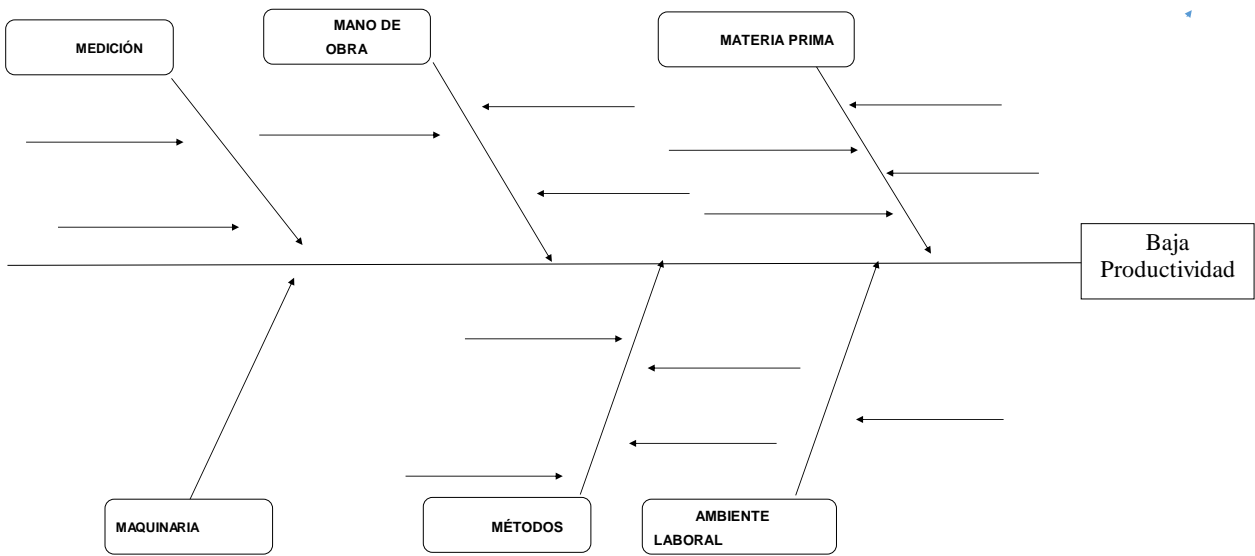 MEDICIÓN
MANO DE
OBRA
MATERIA PRIMA
Baja
Productividad
MAQUINARIA
MÉTODOS
AMBIENTE
LABORAL